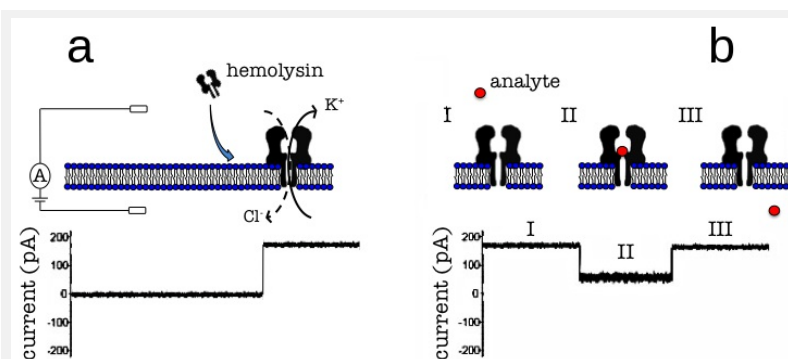 a
hemolysin
K⁺
A
Cl⁻
current (pA)
200
100
0
-100
-200
b
analyte
I
II
III
current (pA)
200
100
0
-100
-200
I
II
III